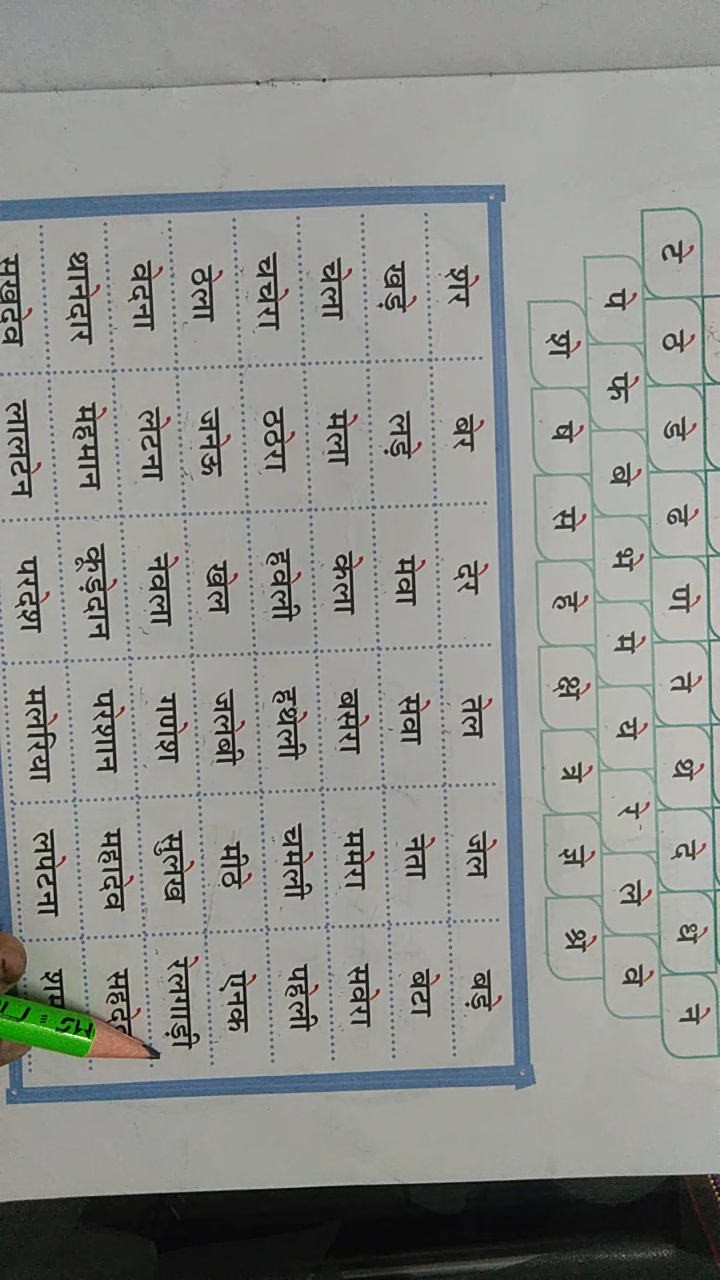 टे ठे डे ढे णे ते थे दे धे ने
पे फे बे भे मे ये रे ले वे
शे षे से हे क्षे त्रे ज्ञे श्रे
शेर बेर देर तेल जेल बड़े
खड़े लड़े मेवा सेवा नेता बेटा
चेला मेला केला बसेरा ममेरा सवेरा
चचेरा ठठेरा हवेली हथेली चमेली पहेली
ठेला जनेऊ खेल जलेबी मीठे ऐनक
वेदना लेटना नेवला गणेश सुलेख रेलगाड़ी
थानेदार मेहमान कूड़ेदान परेशान महादेव
सुखदेव लालटेन परदेश मलेरिया लपेटना